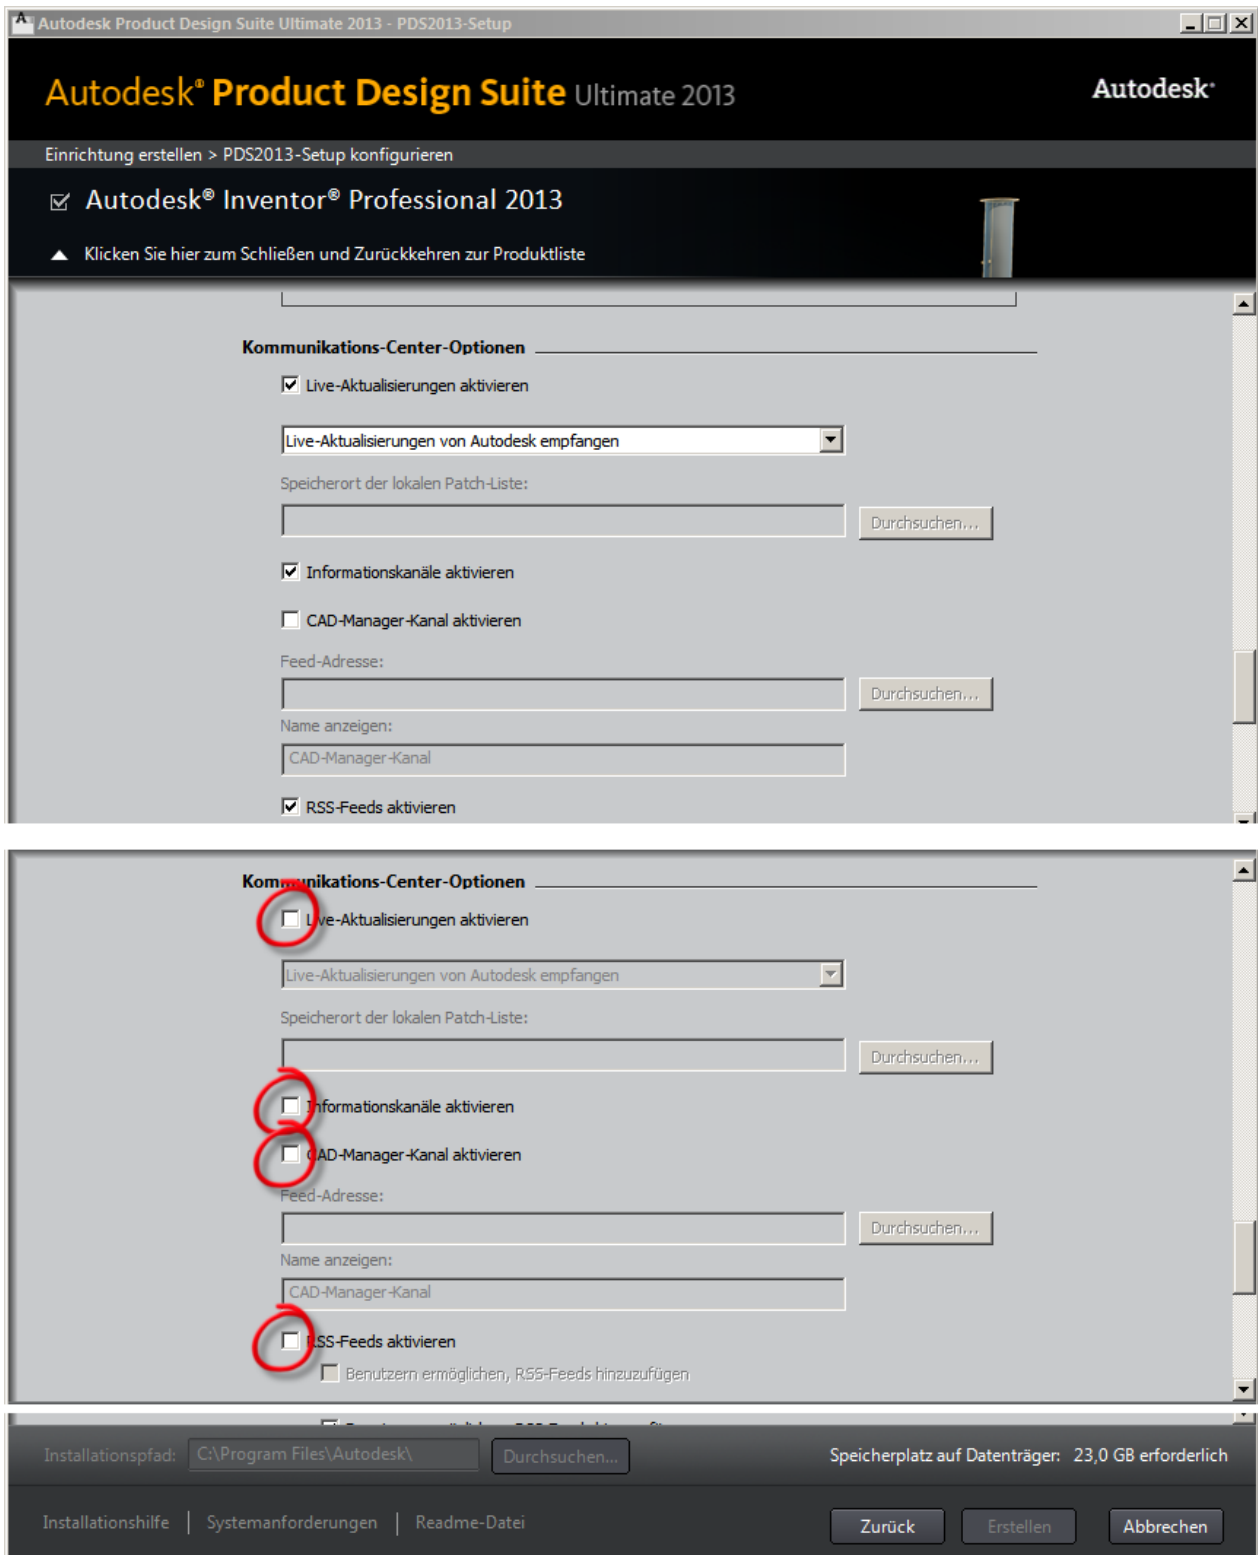 Autodesk Product Design Suite Ultimate 2013 - PDS2013-Setup
Autodesk® Product Design Suite Ultimate 2013
Autodesk
Einrichtung erstellen > PDS2013-Setup konfigurieren
Autodesk® Inventor® Professional 2013
Klicken Sie hier zum Schließen und Zurückkehren zur Produktliste
Kommunikations-Center-Optionen
Live-Aktualisierungen aktivieren
Live-Aktualisierungen von Autodesk empfangen
Speicherort der lokalen Patch-Liste:
Durchsuchen...
Informationskanäle aktivieren
CAD-Manager-Kanal aktivieren
Feed-Adresse:
Durchsuchen...
Name anzeigen:
CAD-Manager-Kanal
RSS-Feeds aktivieren
Kommunikations-Center-Optionen
Live-Aktualisierungen aktivieren
Live-Aktualisierungen von Autodesk empfangen
Speicherort der lokalen Patch-Liste:
Durchsuchen...
Informationskanäle aktivieren
CAD-Manager-Kanal aktivieren
Feed-Adresse:
Durchsuchen...
Name anzeigen:
CAD-Manager-Kanal
RSS-Feeds aktivieren
Benutzern ermöglichen, RSS-Feeds hinzuzufügen
Installationspfad: C:\Program Files\Autodesk\ Durchsuchen... Speicherplatz auf Datenträger: 23,0 GB erforderlich
Installationshilfe | Systemanforderungen | Readme-Datei Zurück Erstellen Abbrechen